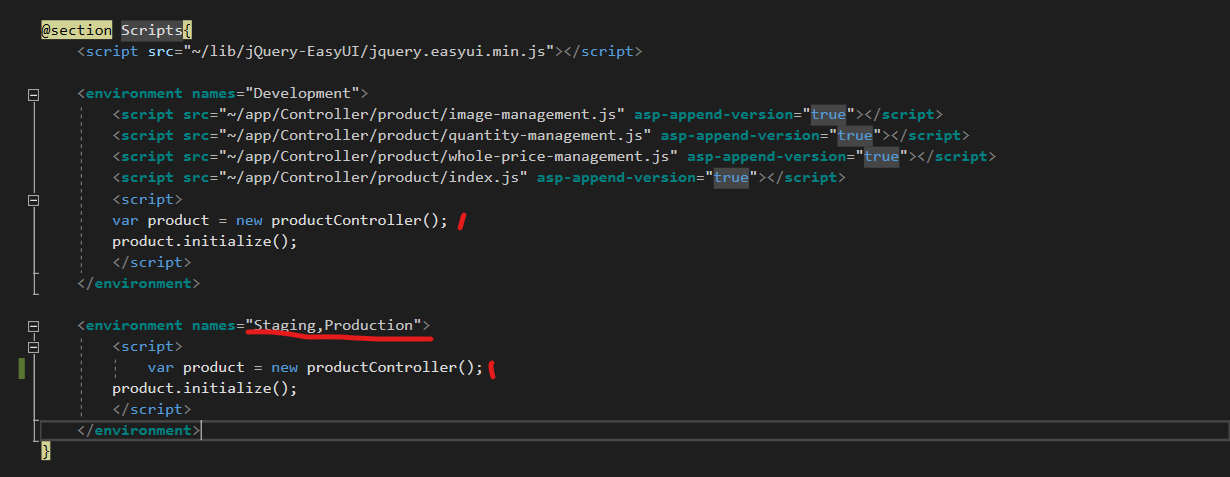 @section Scripts{
<script src="~/lib/jQuery-EasyUI/jquery.easyui.min.js"></script>
<environment names="Development">
<script src="~/app/Controller/product/image-management.js" asp-append-version="true"></script>
<script src="~/app/Controller/product/quantity-management.js" asp-append-version="true"></script>
<script src="~/app/Controller/product/whole-price-management.js" asp-append-version="true"></script>
<script src="~/app/Controller/product/index.js" asp-append-version="true"></script>
<script>
var product = new productController();
product.initialize();
</script>
</environment>
<environment names="Staging,Production">
<script>
var product = new productController();
product.initialize();
</script>
</environment>
}